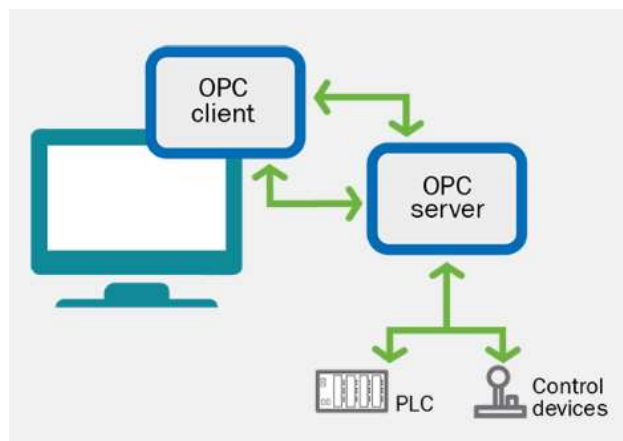 OPC
client
OPC
server
PLC
Control
devices